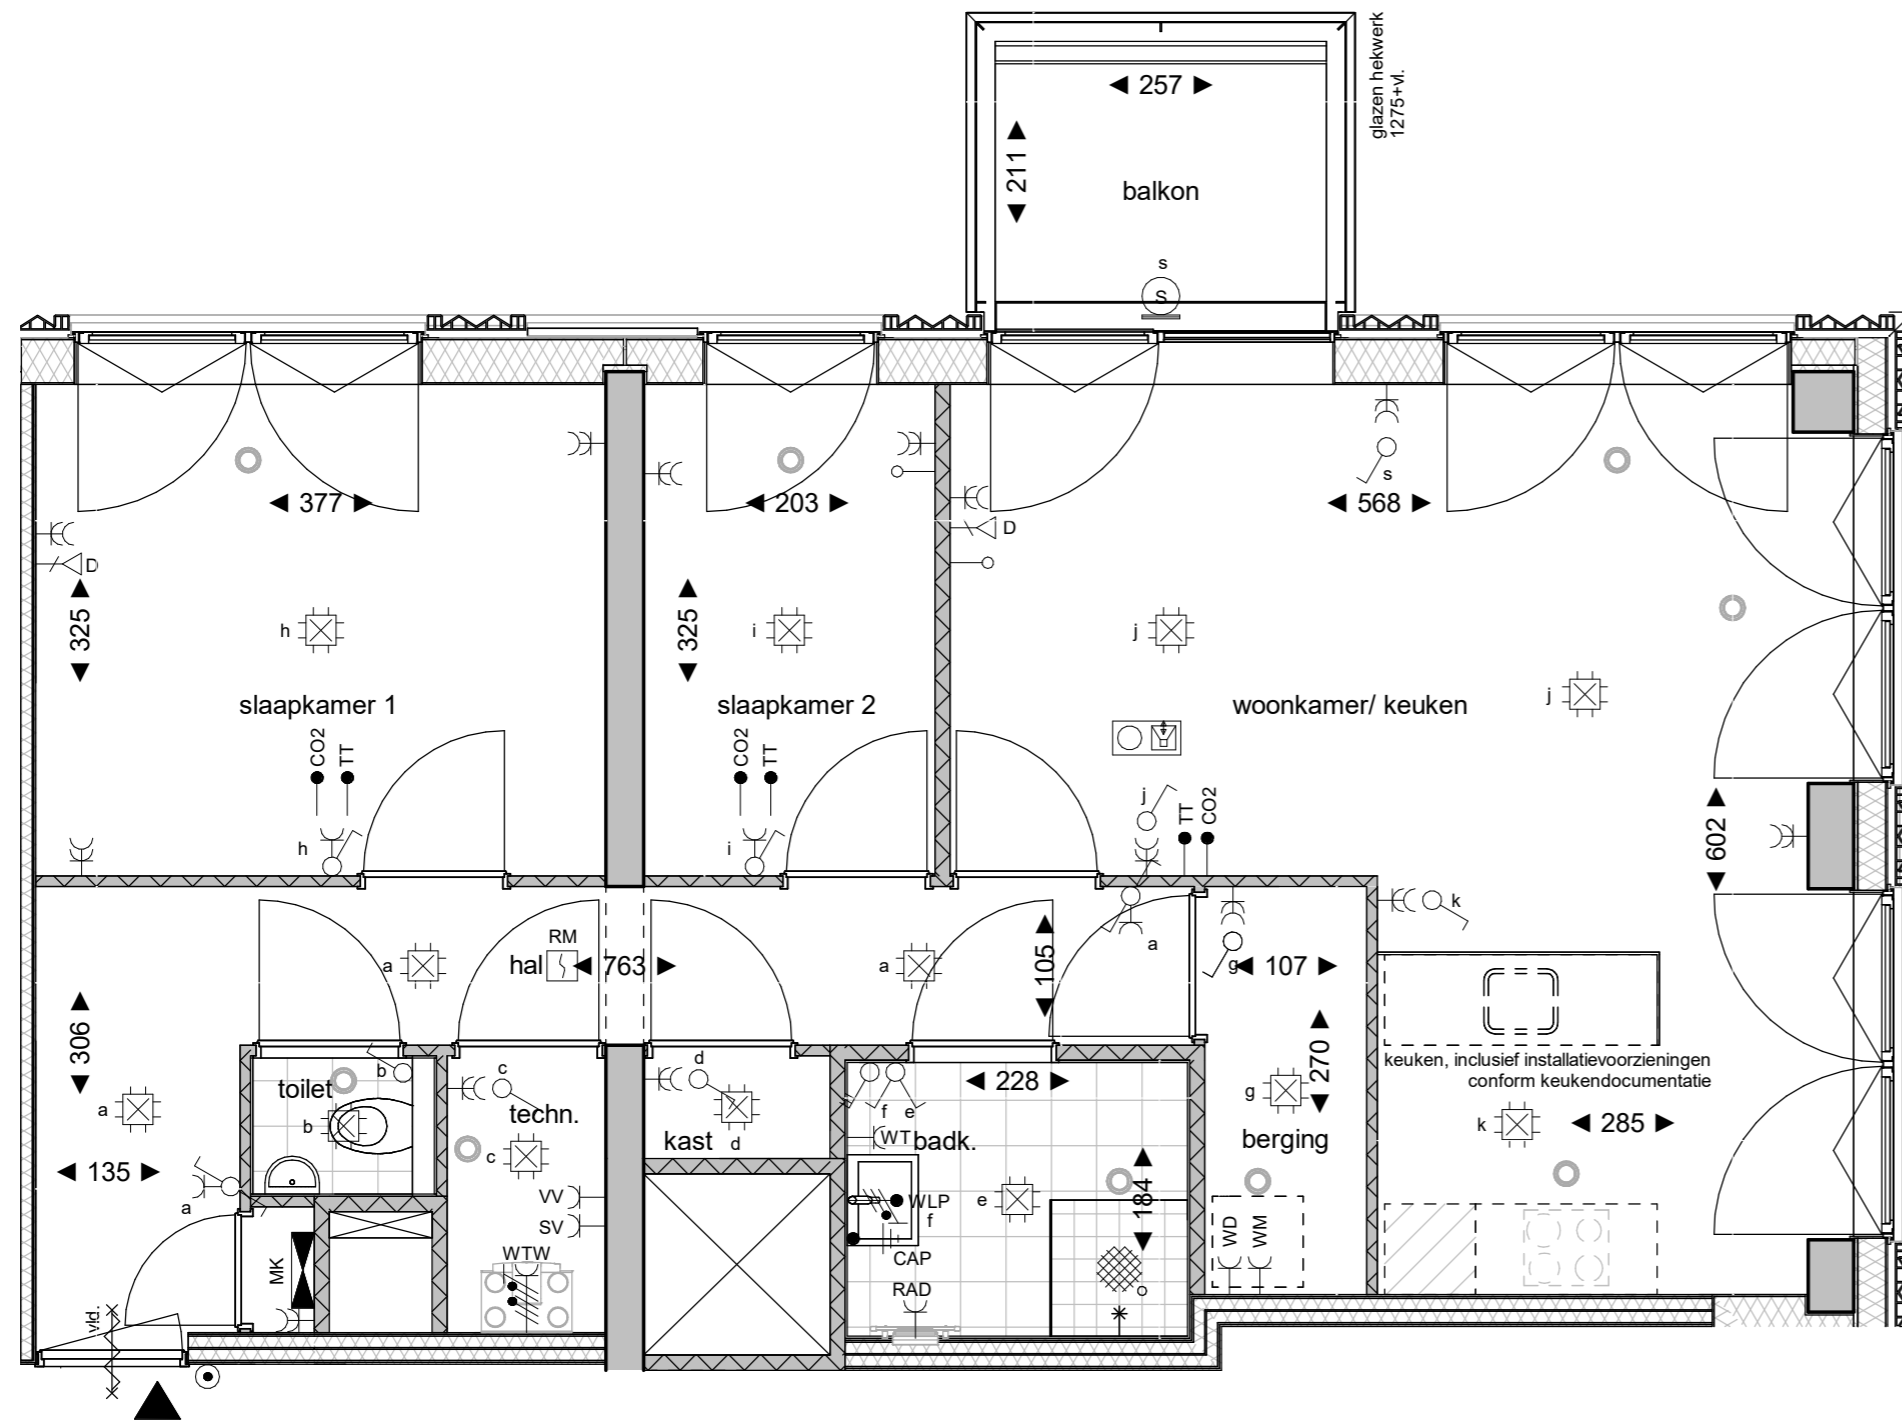 glazen hekwerk
1275+vl.
257
211
balkon
s
S
377
203
568
s
D
D
325
325
h
i
j
j
slaapkamer 1
slaapkamer 2
woonkamer/ keuken
CO2
TT
CO2
TT
j
TT
CO2
h
i
602
k
a
RM
hal
763
a
105
a
g
107
306
toilet
b
c
d
228
270
keuken, inclusief installatievoorzieningen
conform keukendocumentatie
a
b
techn.
c
kast
d
f
e
WT
badk.
g
berging
k
285
135
a
VV
SV
WTW
MK
e
184
WLP
f
CAP
RAD
WD
WM
vld.